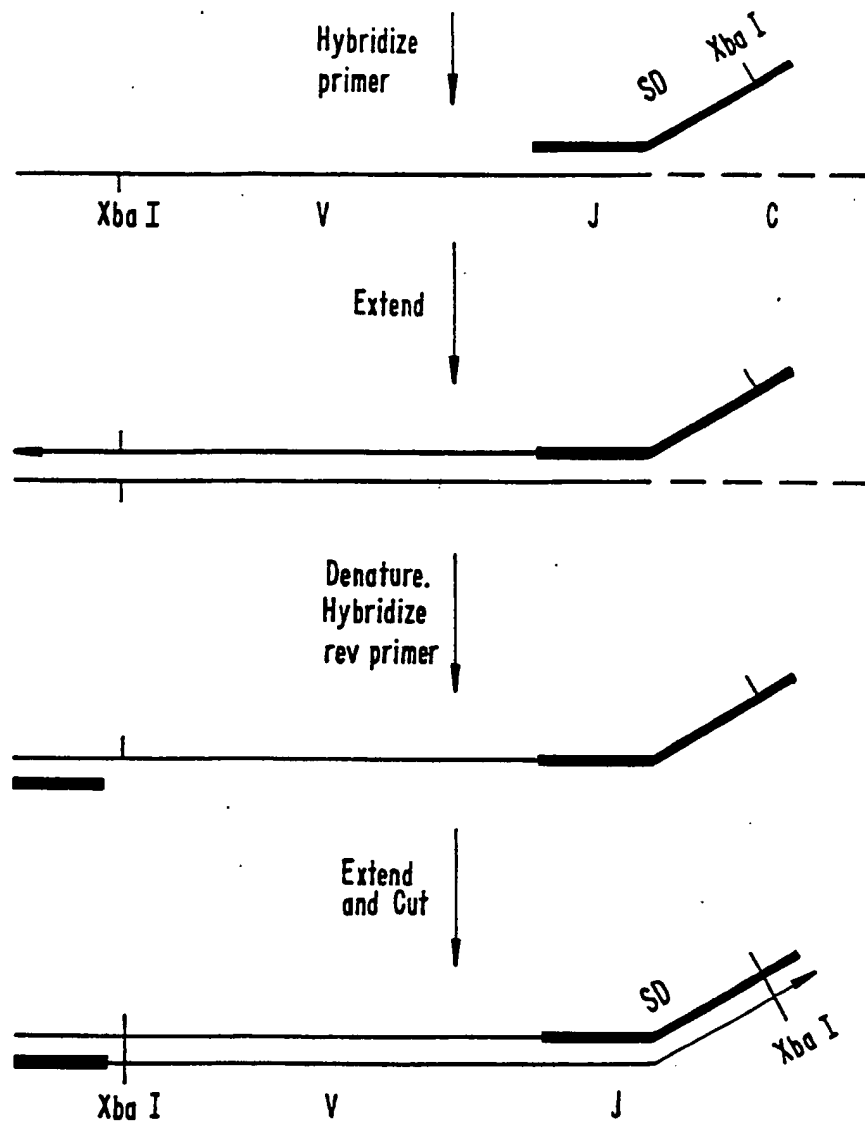 Hybridize
primer
SD
Xba I
Xba I V J C
Extend
Denature.
Hybridize
rev primer
Extend
and Cut
SD
Xba I
Xba I V J